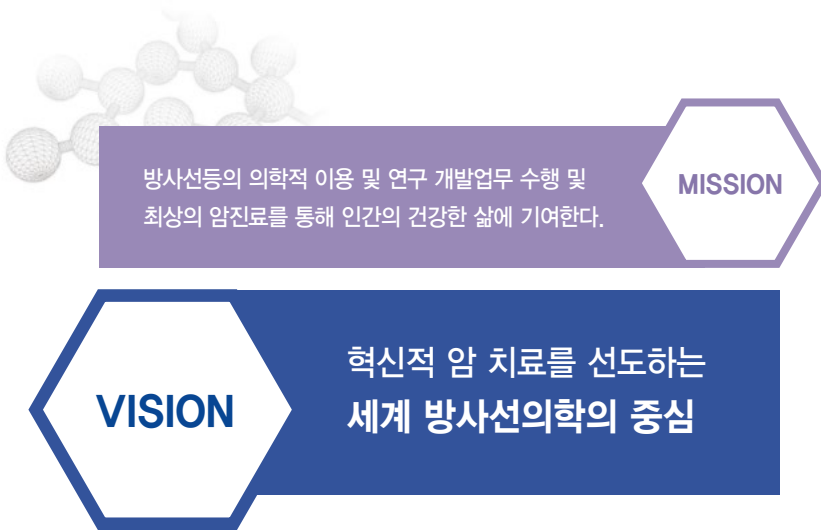 방사선등의 의학적 이용 및 연구 개발업무 수행 및
최상의 암진료를 통해 인간의 건강한 삶에 기여한다.
MISSION
VISION
혁신적 암 치료를 선도하는
세계 방사선의학의 중심